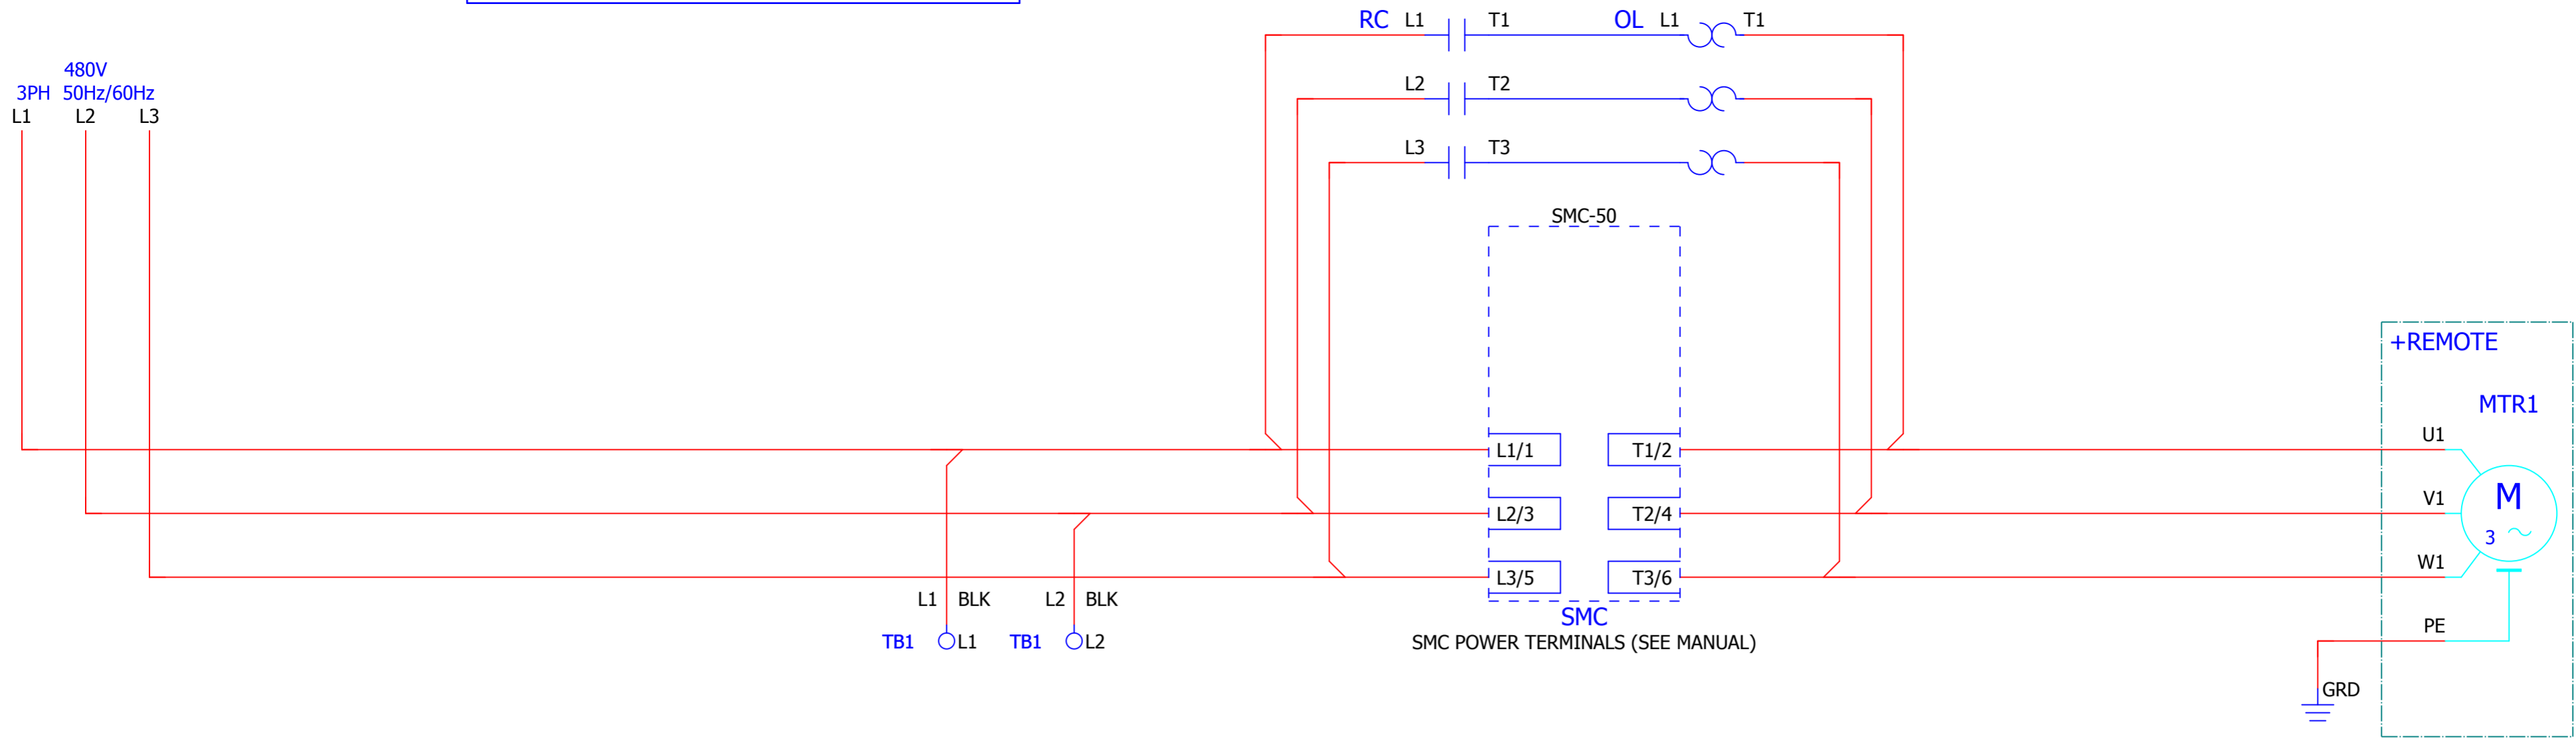 RC L1 T1 OL L1 T1
480V
3PH 50Hz/60Hz
L1 L2 L3
L2 T2
L3 T3
SMC-50
+REMOTE
MTR1
L1/1 T1/2 U1
L2/3 T2/4 V1
M
3
L3/5 T3/6 W1
L1 BLK L2 BLK
SMC
PE
TB1 L1 TB1 L2
SMC POWER TERMINALS (SEE MANUAL)
GRD